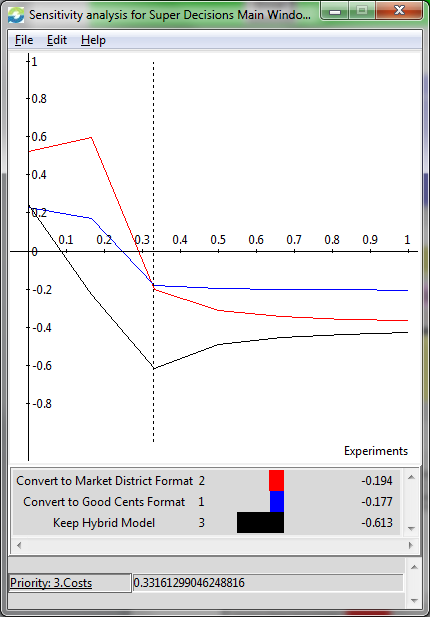 Sensitivity analysis for Super Decisions Main Windo...
File Edit Help
1
0.8
0.6
0.4
0.2
0.1 0.2 0.3 0.4 0.5 0.6 0.7 0.8 0.9 1
-0
-0.2
-0.4
-0.6
-0.8
Experiments
Convert to Market District Format 2 -0.194
Convert to Good Cents Format 1 -0.177
Keep Hybrid Model 3 -0.613
Priority: 3.Costs 0.33161299046248816